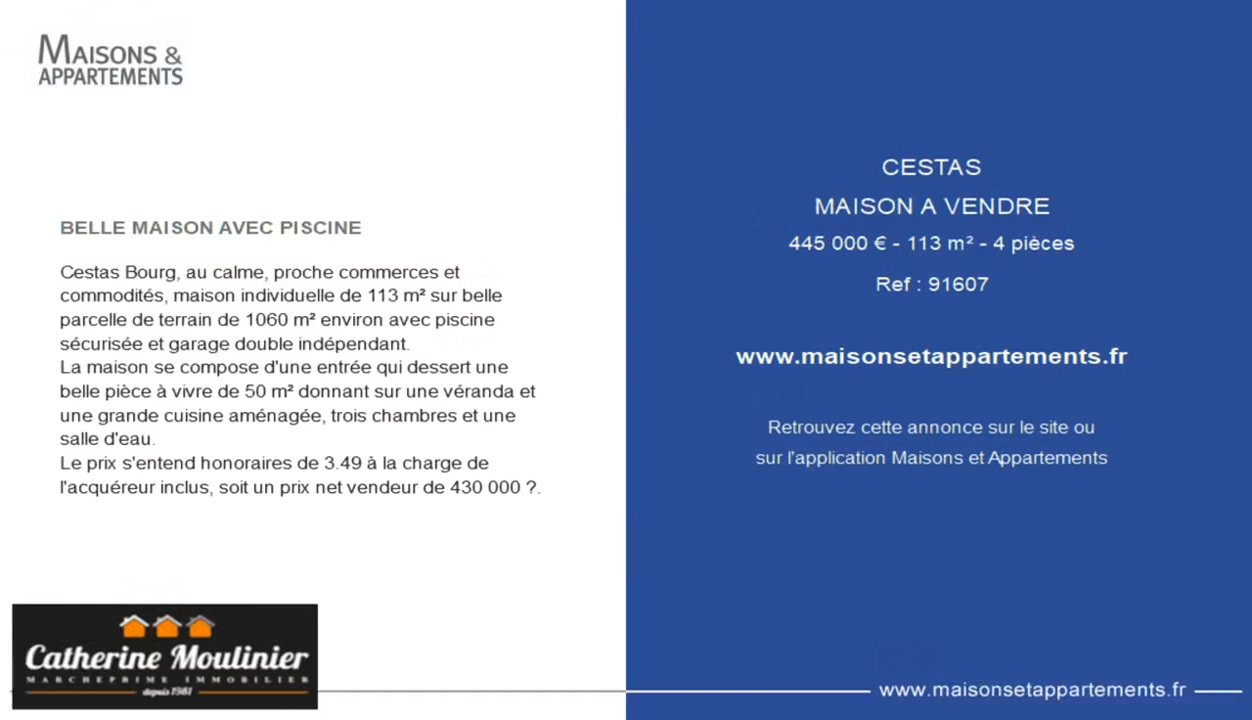 MAISONS &
APPARTEMENTS
BELLE MAISON AVEC PISCINE
Cestas Bourg, au calme, proche commerces et
commodités, maison individuelle de 113 m² sur belle
parcelle de terrain de 1060 m² environ avec piscine
sécurisée et garage double indépendant.
La maison se compose d'une entrée qui dessert une
belle pièce à vivre de 50 m² donnant sur une véranda et
une grande cuisine aménagée, trois chambres et une
salle d'eau.
Le prix s'entend honoraires de 3.49 à la charge de
l'acquéreur inclus, soit un prix net vendeur de 430 000 ?.
Catherine Moulinier
MARCHEPRIME IMMOBILIER
depuis 1981
CESTAS
MAISON A VENDRE
445 000 € - 113 m² - 4 pièces
Ref : 91607
www.maisonsetappartements.fr
Retrouvez cette annonce sur le site ou
sur l'application Maisons et Appartements
www.maisonsetappartements.fr